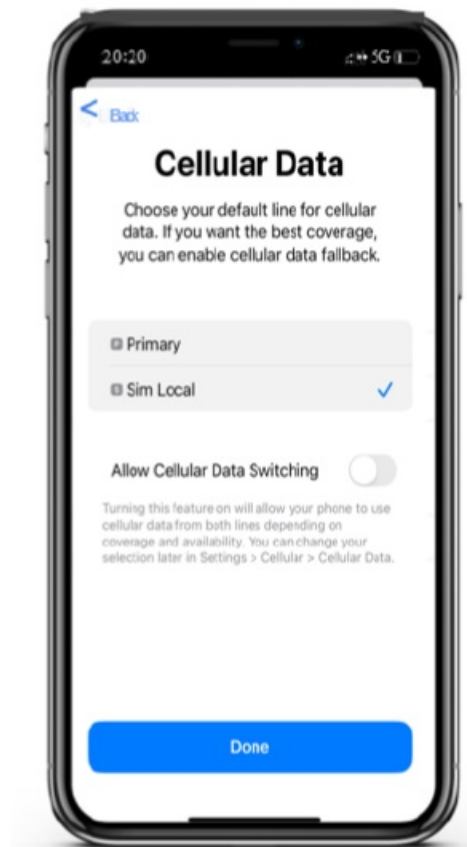 20:20
5G
Back
Cellular Data
Choose your default line for cellular
data. If you want the best coverage,
you can enable cellular data fallback.
Primary
Sim Local
Allow Cellular Data Switching
Turning this feature on will allow your phone to use
cellular data from both lines depending on
coverage and availability. You can change your
selection later in Settings > Cellular > Cellular Data.
Done